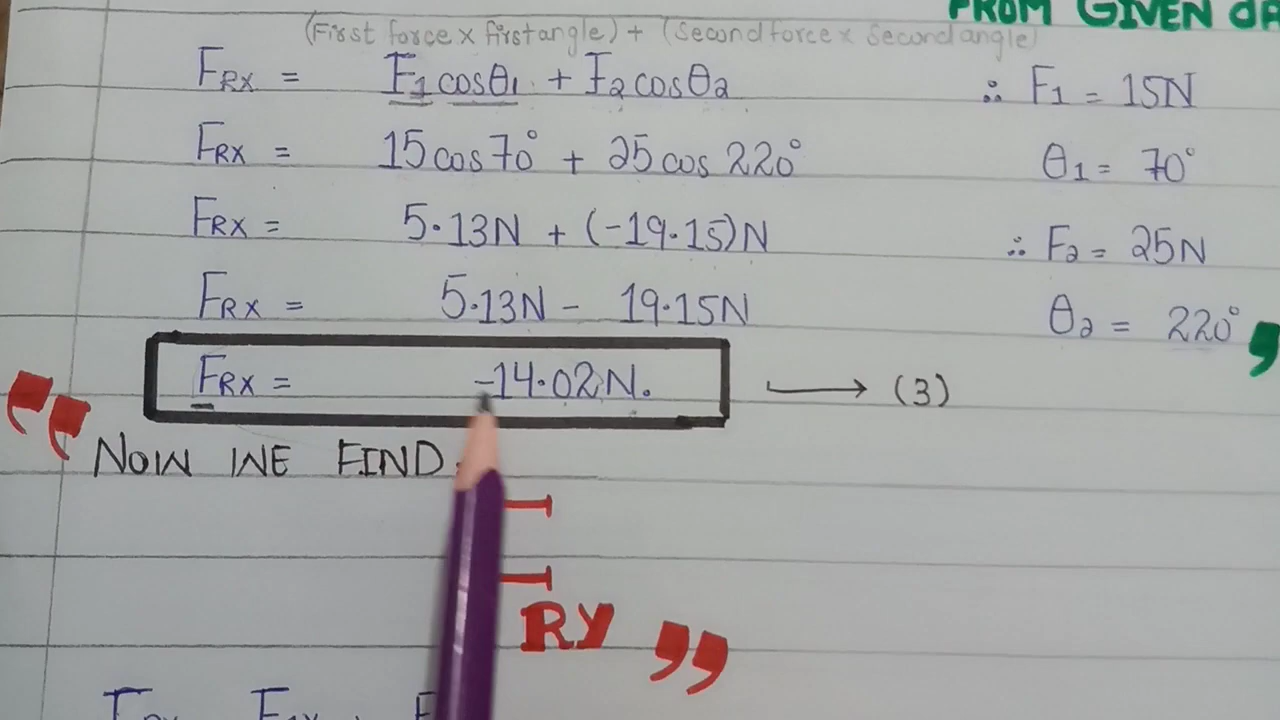 FROM GIVEN
(First force x first angle) + (Second force x Second angle)
FRX = F1 cosθ1 + F2 cosθ2 ∴ F1 = 15N
FRX = 15 cos 70° + 25 cos 220° θ1 = 70°
FRX = 5.13N + (-19.15)N ∴ F2 = 25N
FRX = 5.13N - 19.15N θ2 = 220°
FRX = -14.02N. → (3)
NOW WE FIND
RY